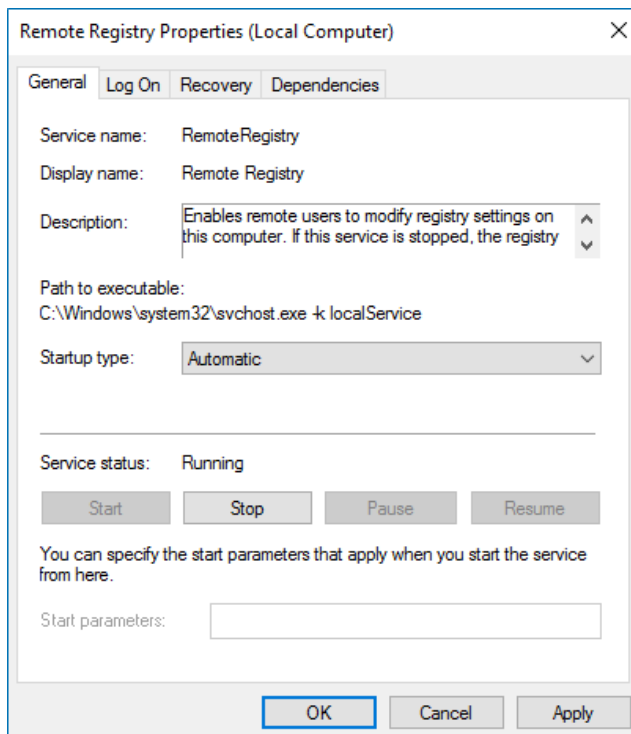 Remote Registry Properties (Local Computer)
General Log On Recovery Dependencies
Service name: RemoteRegistry
Display name: Remote Registry
Description: Enables remote users to modify registry settings on
this computer. If this service is stopped, the registry
Path to executable:
C:\Windows\system32\svchost.exe -k localService
Startup type: Automatic
Service status: Running
Start Stop Pause Resume
You can specify the start parameters that apply when you start the service
from here.
Start parameters:
OK Cancel Apply